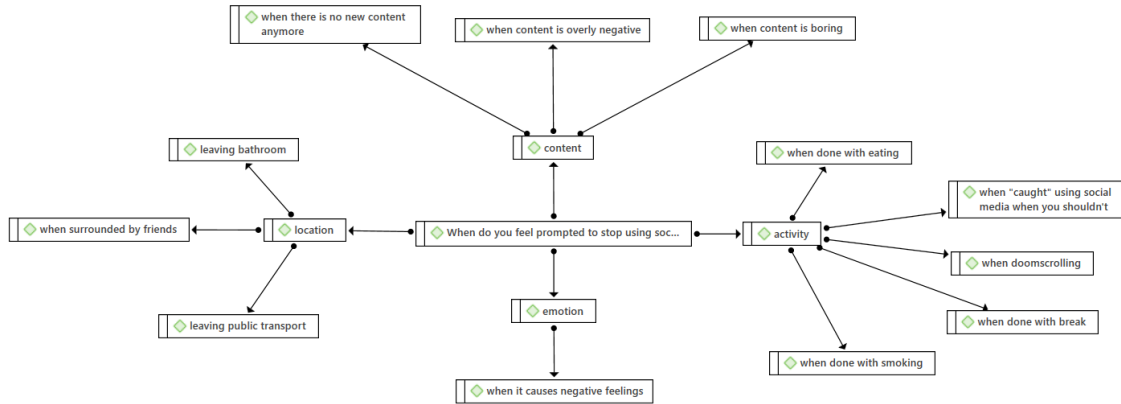 when there is no new content
anymore
when content is overly negative
when content is boring
leaving bathroom
content
when done with eating
when "caught" using social
media when you shouldn't
when surrounded by friends
location
When do you feel prompted to stop using soc...
activity
when doomscrolling
emotion
leaving public transport
when done with break
when done with smoking
when it causes negative feelings